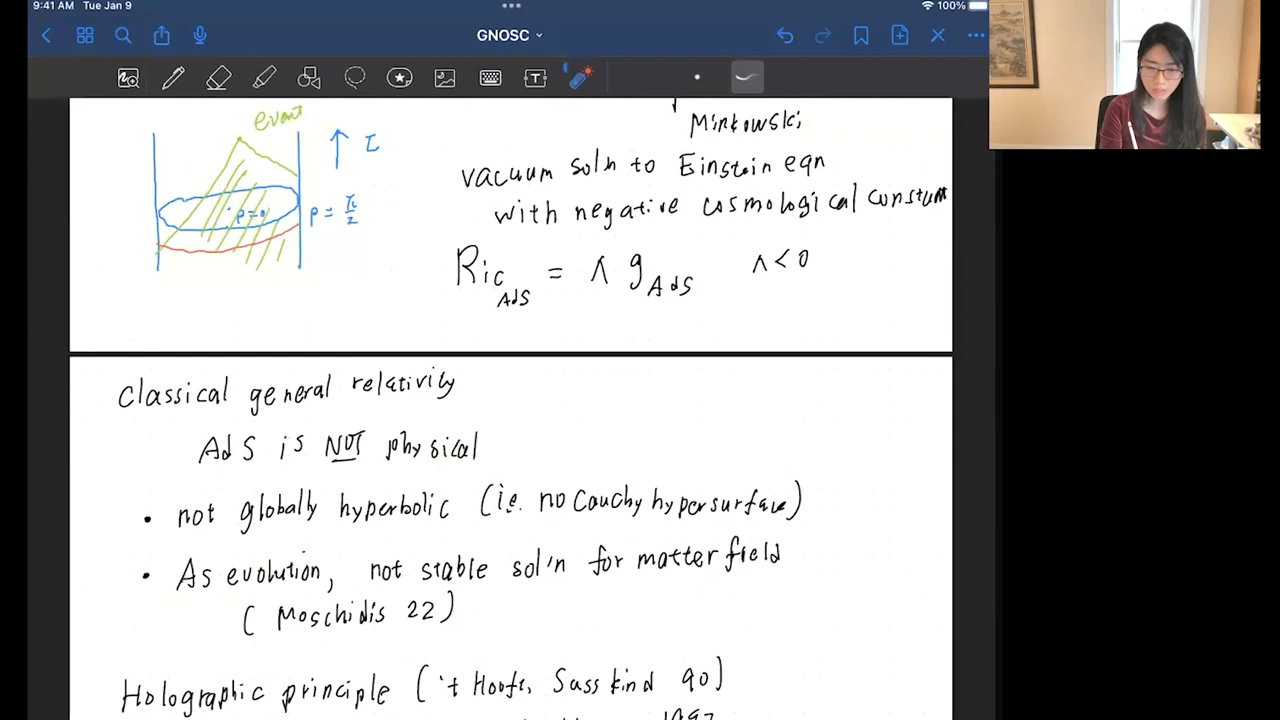 9:41 AM Tue Jan 9
100%
GNOSC
event
Minkowski
vacuum sol'n to Einstein eqn
with negative cosmological constant
ρ=0
ρ = π/2
Ric_AdS = Λ g_AdS Λ<0
Classical general relativity
AdS is NOT physical
• not globally hyperbolic (i.e. no Cauchy hypersurface)
• As evolution, not stable sol'n for matter field
( Moschidis 22 )
Holographic principle ('t Hooft, Susskind 90)